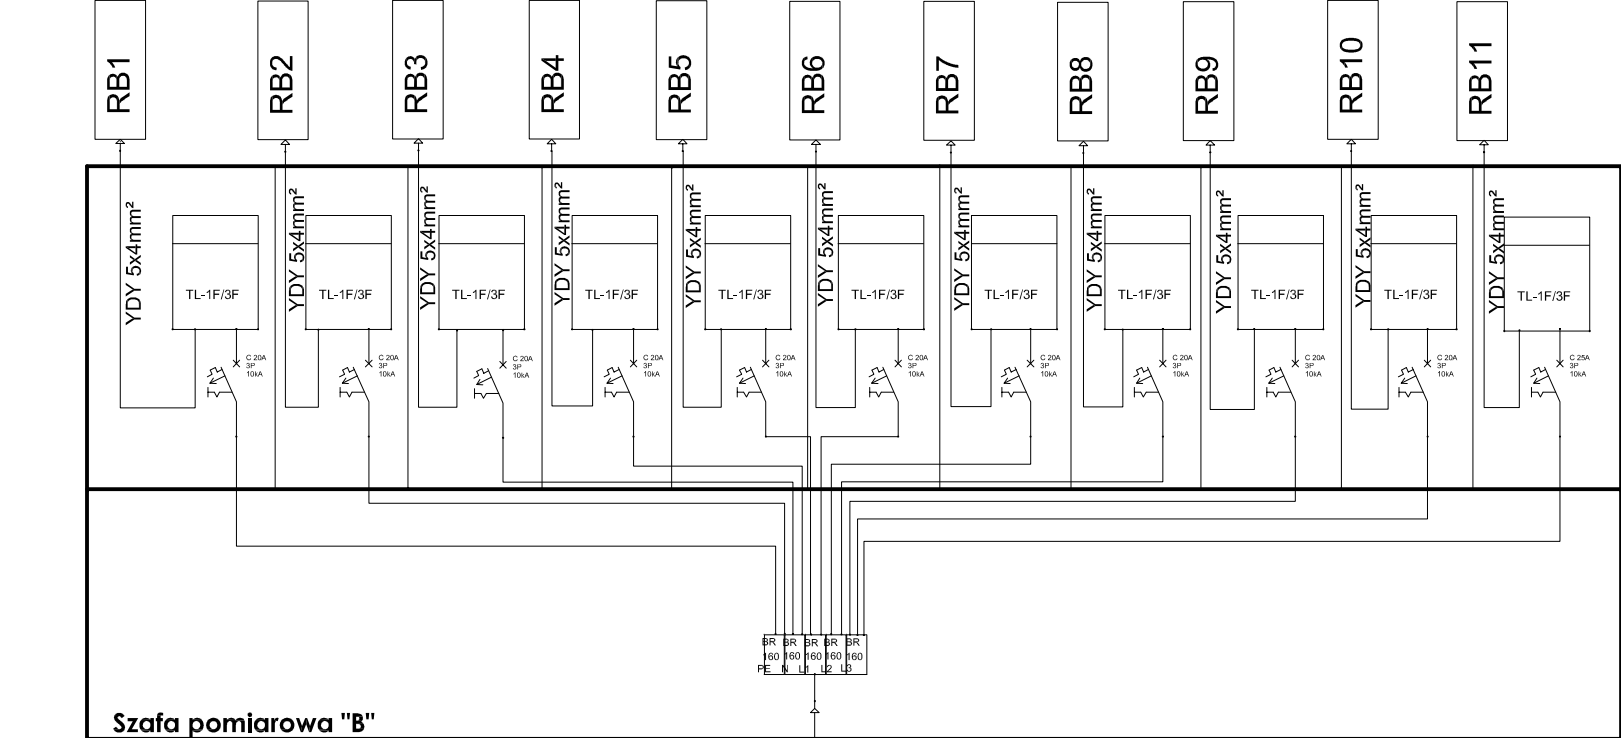 RB1
RB2
RB3
RB4
RB5
RB6
RB7
RB8
RB9
RB10
RB11
YDY 5x4mm²
YDY 5x4mm²
YDY 5x4mm²
YDY 5x4mm²
YDY 5x4mm²
YDY 5x4mm²
YDY 5x4mm²
YDY 5x4mm²
YDY 5x4mm²
YDY 5x4mm²
YDY 5x4mm²
TL-1F/3F
TL-1F/3F
TL-1F/3F
TL-1F/3F
TL-1F/3F
TL-1F/3F
TL-1F/3F
TL-1F/3F
TL-1F/3F
TL-1F/3F
TL-1F/3F
C 20A
3P
10kA
C 20A
3P
10kA
C 20A
3P
10kA
C 20A
3P
10kA
C 20A
3P
10kA
C 20A
3P
10kA
C 20A
3P
10kA
C 20A
3P
10kA
C 20A
3P
10kA
C 20A
3P
10kA
C 25A
3P
10kA
BR BR BR BR BR
160 160 160 160 160
PE N L1 L2 L3
Szafa pomiarowa "B"